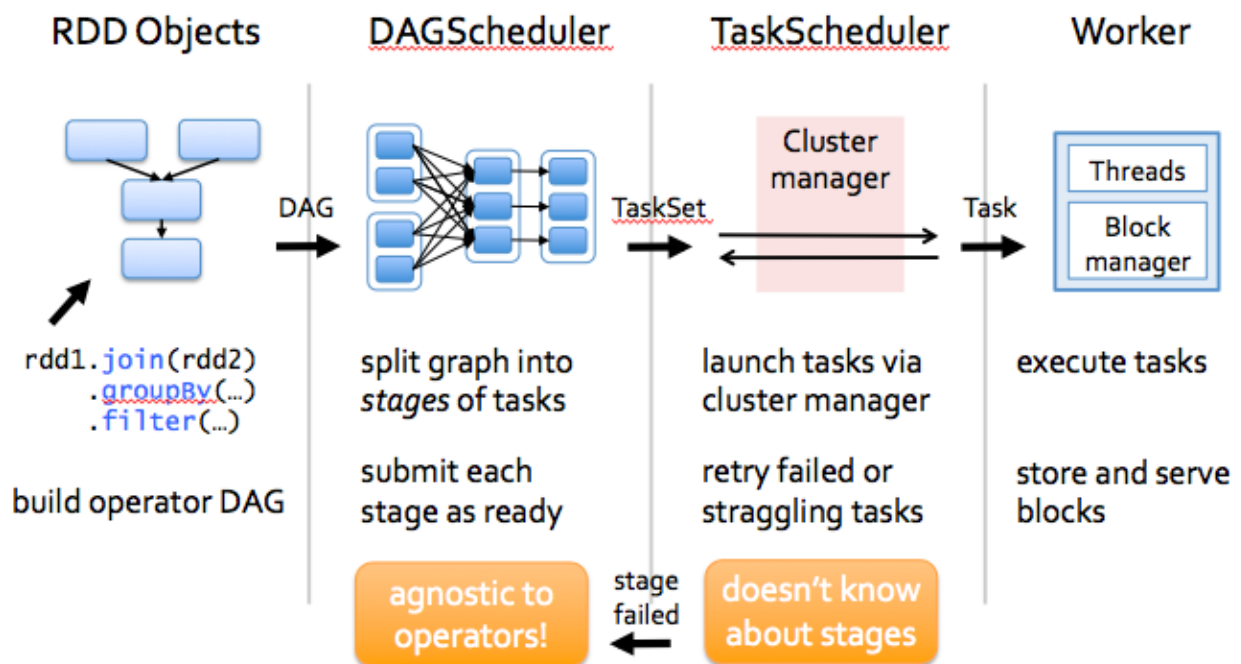 RDD Objects
DAGScheduler
TaskScheduler
Worker
DAG
TaskSet
Cluster
manager
Task
Threads
Block
manager
rdd1.join(rdd2)
.groupBy(…)
.filter(…)
build operator DAG
split graph into
stages of tasks
submit each
stage as ready
agnostic to
operators!
launch tasks via
cluster manager
retry failed or
straggling tasks
stage
failed
doesn’t know
about stages
execute tasks
store and serve
blocks